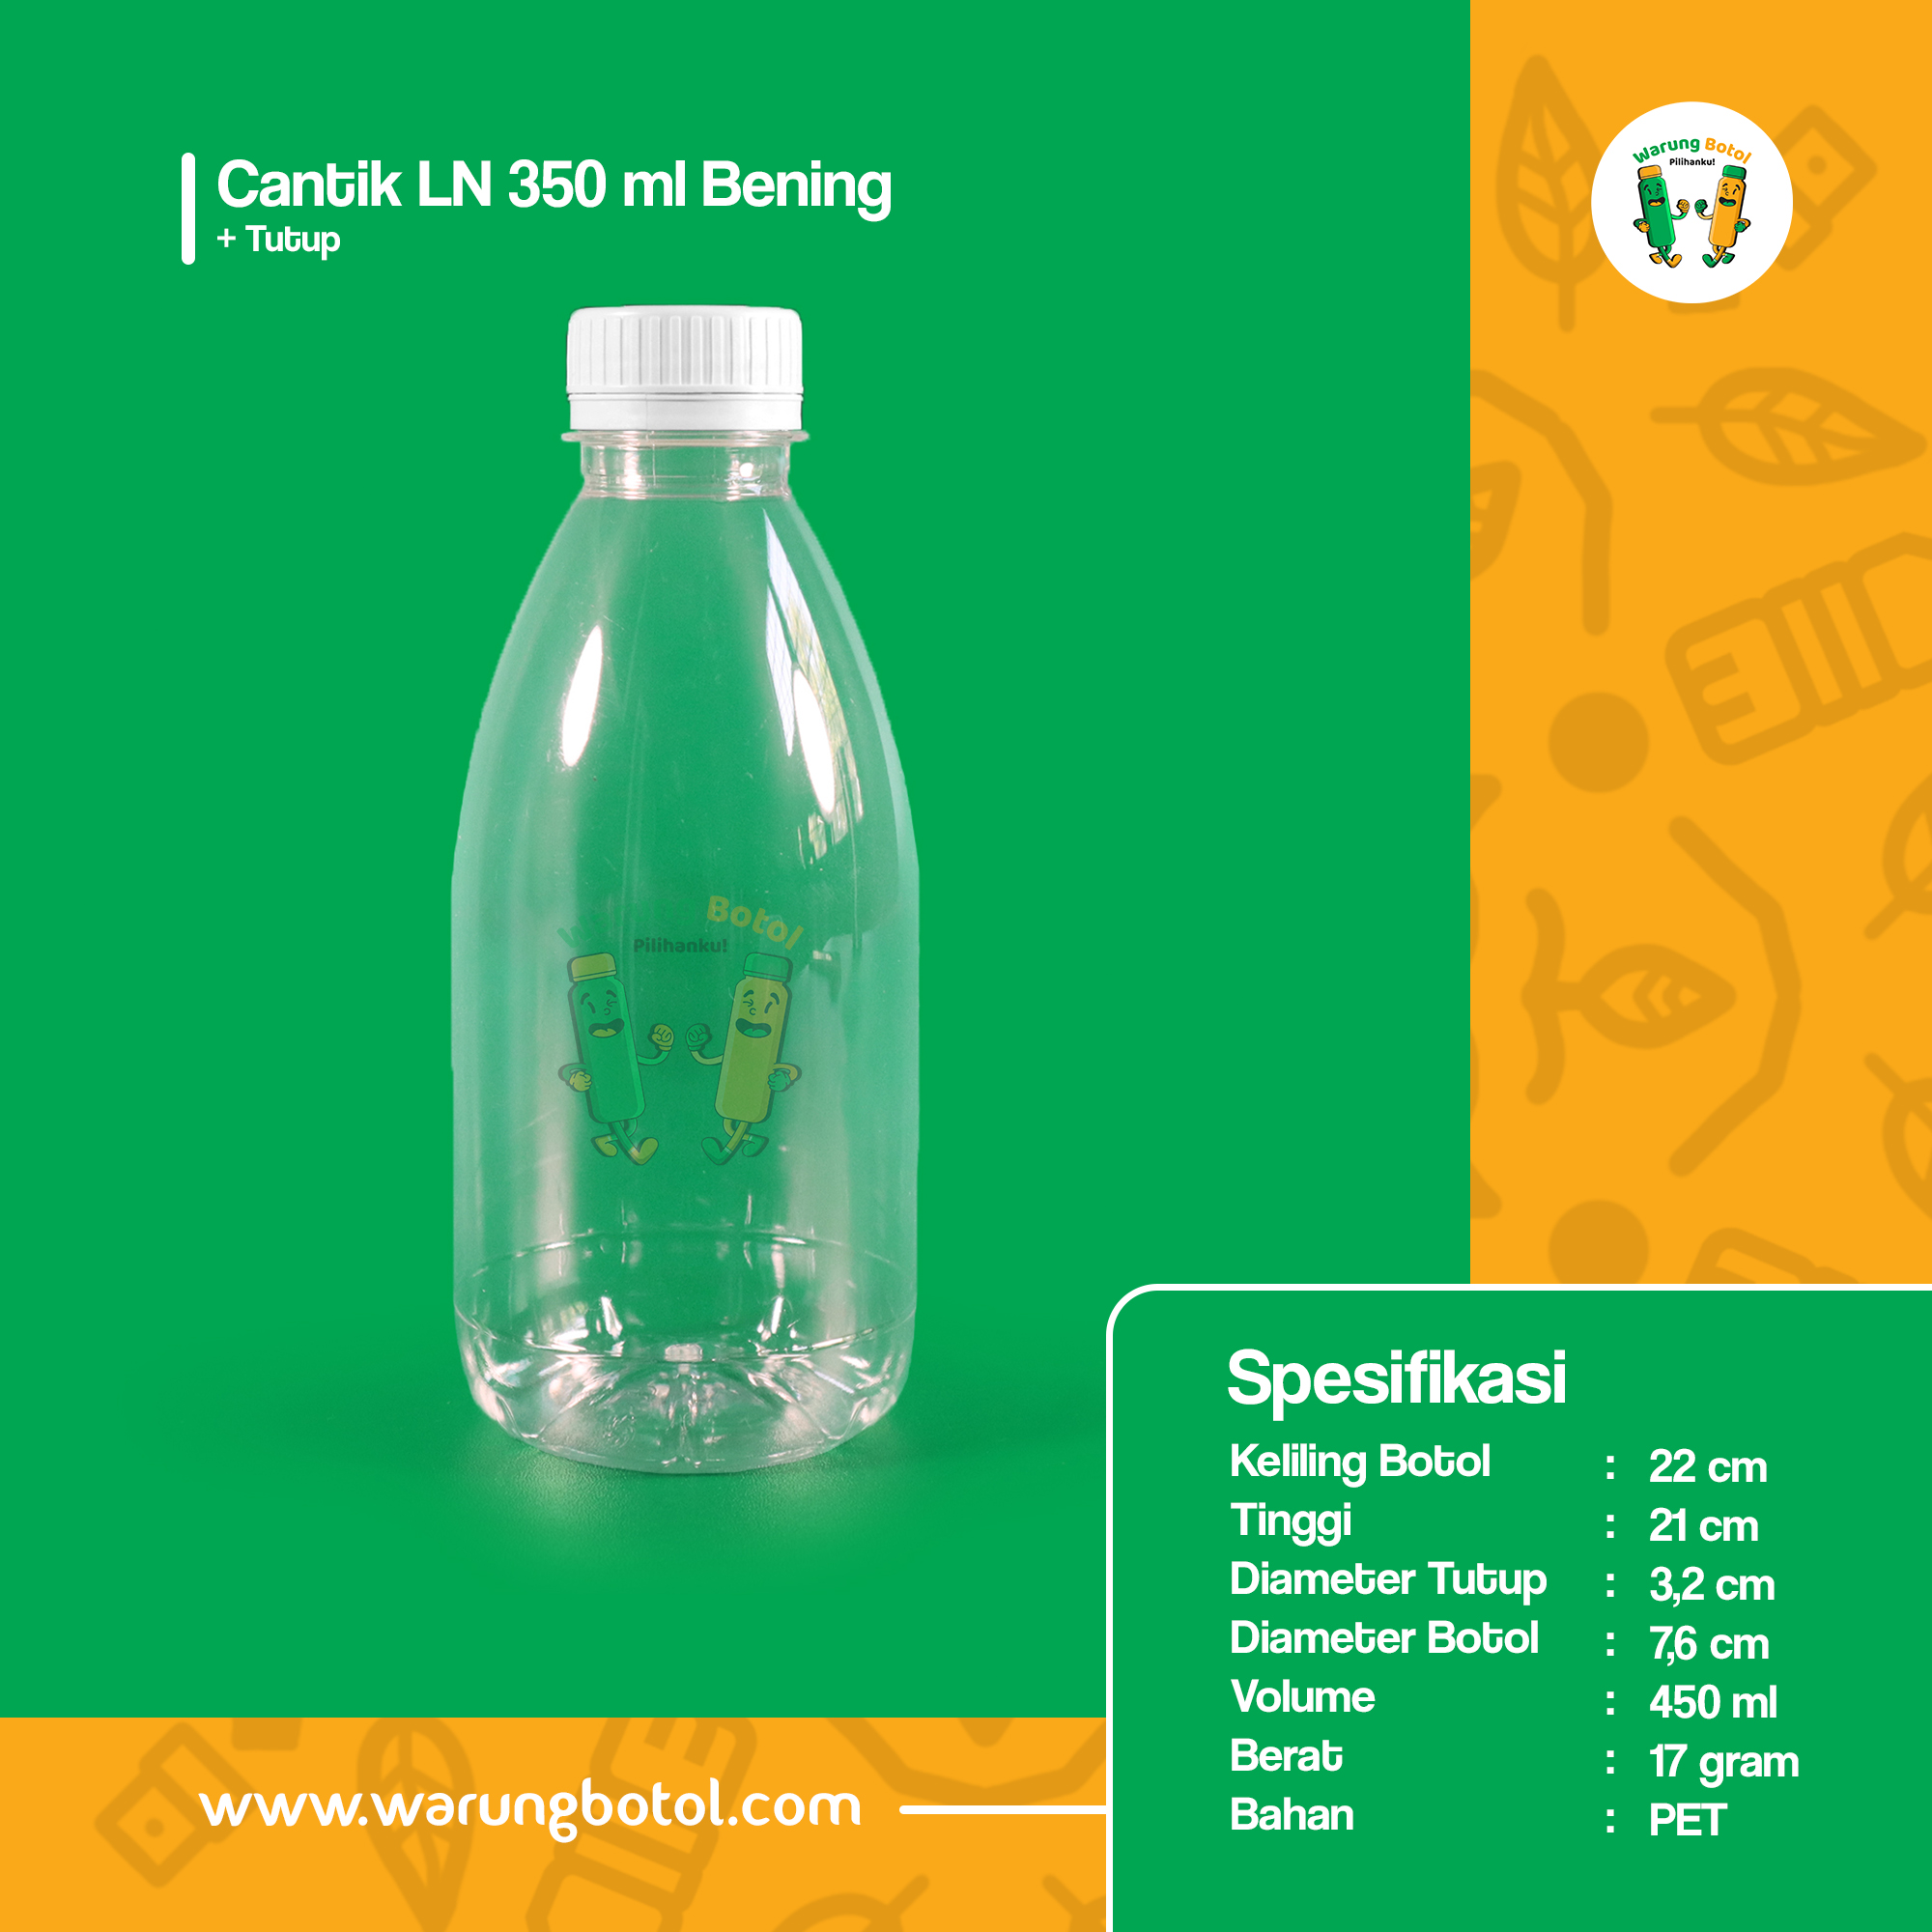 Cantik LN 350 ml Bening
+ Tutup
Warung Botol
Pilihanku!
Botol
Pilihanku!
Spesifikasi
Keliling Botol : 22 cm
Tinggi : 21 cm
Diameter Tutup : 3,2 cm
Diameter Botol : 7,6 cm
Volume : 450 ml
Berat : 17 gram
Bahan : PET
www.warungbotol.com